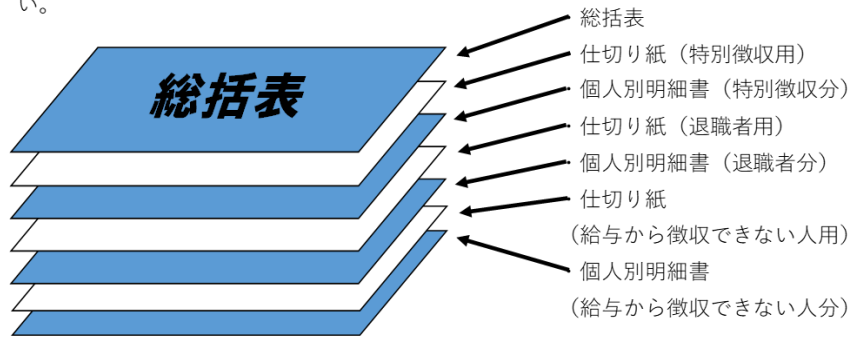 い。
総括表
総括表
仕切り紙（特別徴収用）
個人別明細書（特別徴収分）
仕切り紙（退職者用）
個人別明細書（退職者分）
仕切り紙
（給与から徴収できない人用）
個人別明細書
（給与から徴収できない人分）